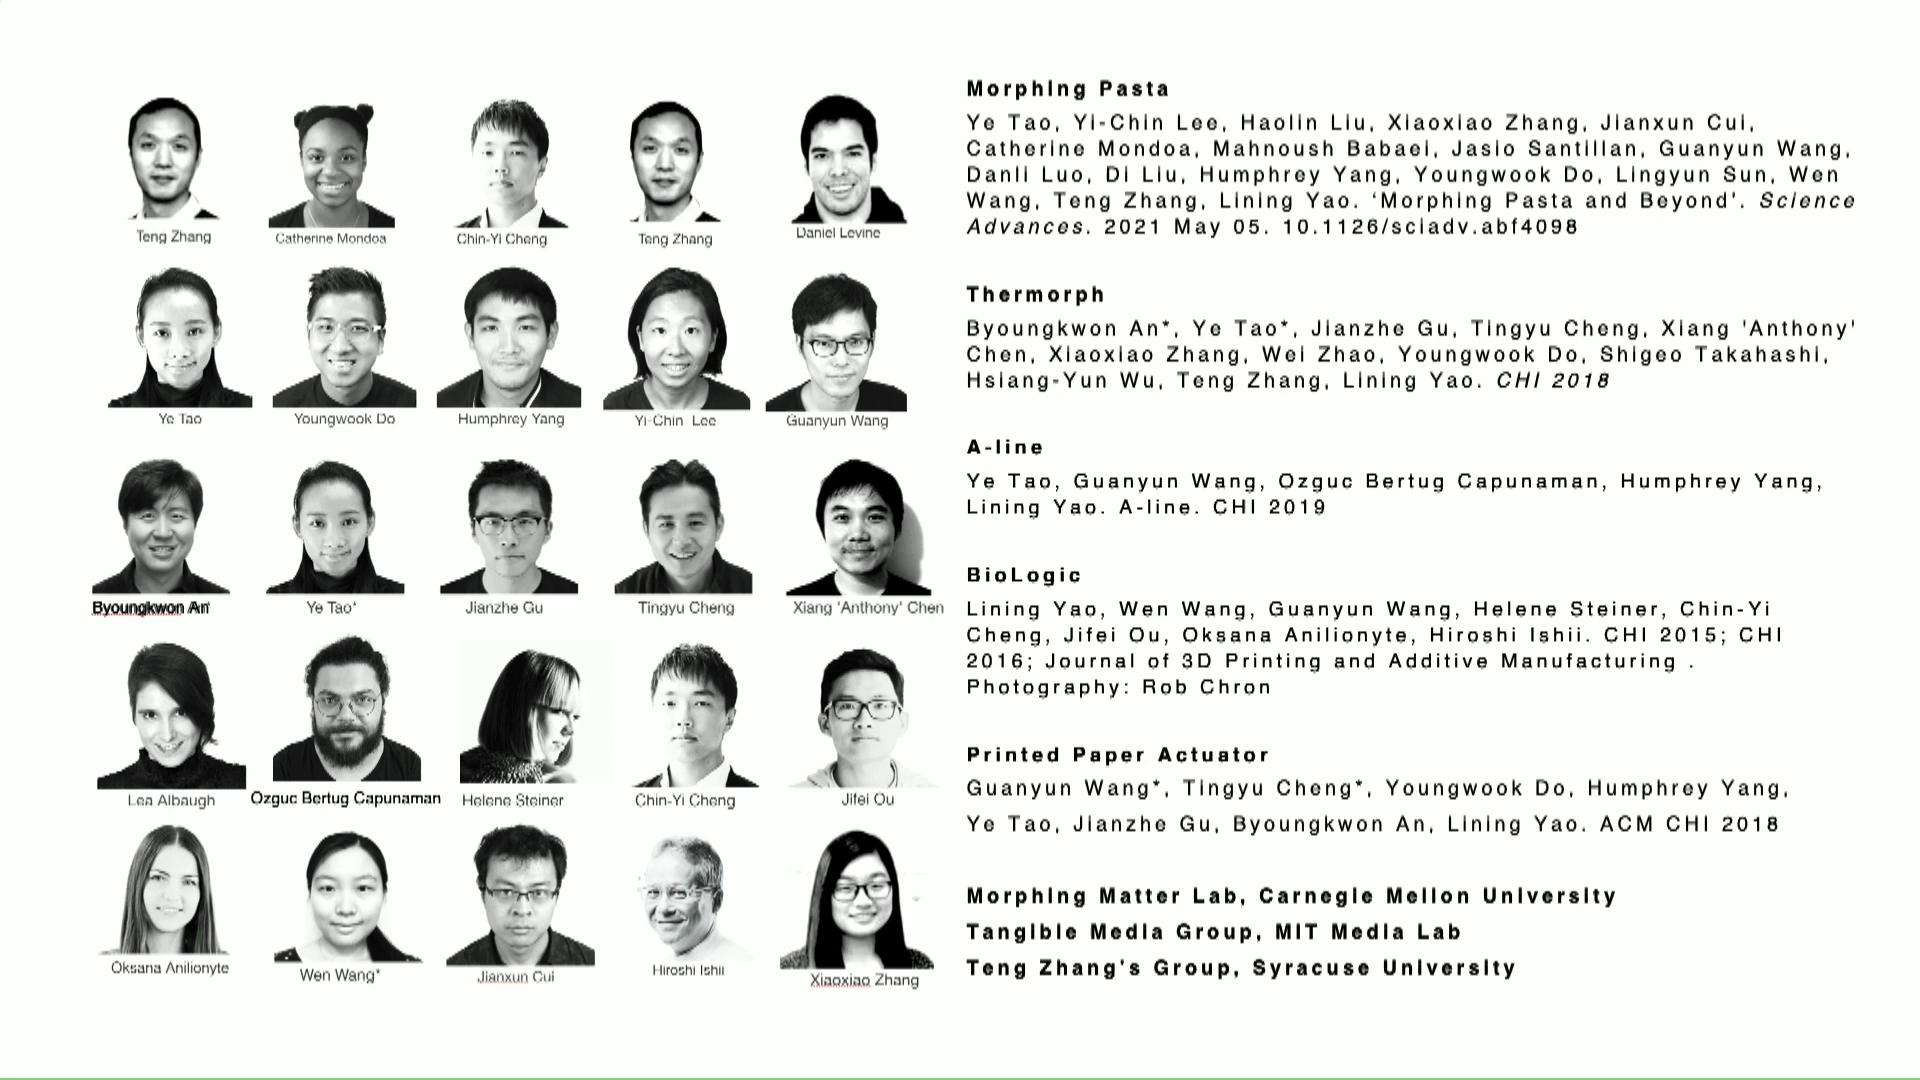 Teng Zhang
Catherine Mondoa
Chin-Yi Cheng
Teng Zhang
Daniel Levine
Ye Tao
Youngwook Do
Humphrey Yang
Yi-Chin Lee
Guanyun Wang
Byoungkwon An*
Ye Tao*
Jianzhe Gu
Tingyu Cheng
Xiang 'Anthony' Chen
Lea Albaugh
Ozguc Bertug Capunaman
Helene Steiner
Chin-Yi Cheng
Jifei Ou
Oksana Anilionyte
Wen Wang*
Jianxun Cui
Hiroshi Ishii
Xiaoxiao Zhang
Morphing Pasta
Ye Tao, Yi-Chin Lee, Haolin Liu, Xiaoxiao Zhang, Jianxun Cui,
Catherine Mondoa, Mahnoush Babaei, Jasio Santillan, Guanyun Wang,
Danli Luo, Di Liu, Humphrey Yang, Youngwook Do, Lingyun Sun, Wen
Wang, Teng Zhang, Lining Yao. ‘Morphing Pasta and Beyond’. Science
Advances. 2021 May 05. 10.1126/sciadv.abf4098
Thermorph
Byoungkwon An*, Ye Tao*, Jianzhe Gu, Tingyu Cheng, Xiang 'Anthony'
Chen, Xiaoxiao Zhang, Wei Zhao, Youngwook Do, Shigeo Takahashi,
Hsiang-Yun Wu, Teng Zhang, Lining Yao. CHI 2018
A-line
Ye Tao, Guanyun Wang, Ozguc Bertug Capunaman, Humphrey Yang,
Lining Yao. A-line. CHI 2019
BioLogic
Lining Yao, Wen Wang, Guanyun Wang, Helene Steiner, Chin-Yi
Cheng, Jifei Ou, Oksana Anilionyte, Hiroshi Ishii. CHI 2015; CHI
2016; Journal of 3D Printing and Additive Manufacturing .
Photography: Rob Chron
Printed Paper Actuator
Guanyun Wang*, Tingyu Cheng*, Youngwook Do, Humphrey Yang,
Ye Tao, Jianzhe Gu, Byoungkwon An, Lining Yao. ACM CHI 2018
Morphing Matter Lab, Carnegie Mellon University
Tangible Media Group, MIT Media Lab
Teng Zhang's Group, Syracuse University